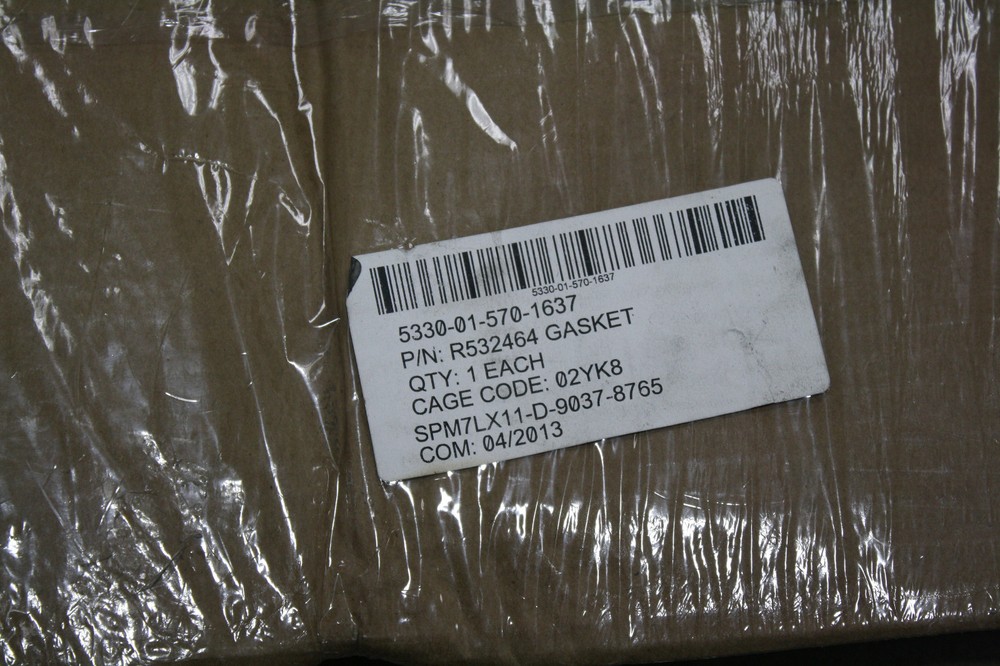 5330-01-570-1637
5330-01-570-1637
P/N: R532464 GASKET
QTY: 1 EACH
CAGE CODE: 02YK8
SPM7LX11-D-9037-8765
COM: 04/2013